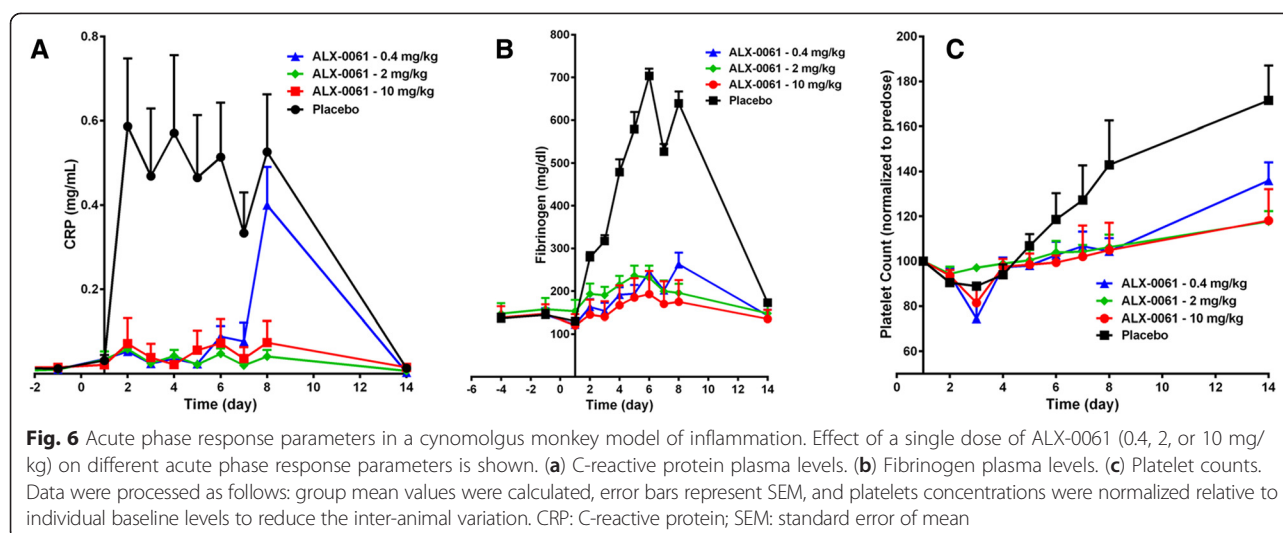 A
ALX-0061 - 0.4 mg/kg
ALX-0061 - 2 mg/kg
ALX-0061 - 10 mg/kg
Placebo
CRP (mg/mL)
0.8
0.6
0.4
0.2
-2 0 2 4 6 8 10 12 14
Time (day)
B
ALX-0061 - 0.4 mg/kg
ALX-0061 - 2 mg/kg
ALX-0061 - 10 mg/kg
Placebo
Fibrinogen (mg/dl)
800
700
600
500
400
300
200
100
-6 -4 -2 0 2 4 6 8 10 12 14
Time (day)
C
ALX-0061 - 0.4 mg/kg
ALX-0061 - 2 mg/kg
ALX-0061 - 10 mg/kg
Placebo
Platelet Count (normalized to predose)
200
180
160
140
120
100
80
60
0 2 4 6 8 10 12 14
Time (day)
Fig. 6 Acute phase response parameters in a cynomolgus monkey model of inflammation. Effect of a single dose of ALX-0061 (0.4, 2, or 10 mg/
kg) on different acute phase response parameters is shown. (a) C-reactive protein plasma levels. (b) Fibrinogen plasma levels. (c) Platelet counts.
Data were processed as follows: group mean values were calculated, error bars represent SEM, and platelets concentrations were normalized relative to
individual baseline levels to reduce the inter-animal variation. CRP: C-reactive protein; SEM: standard error of mean